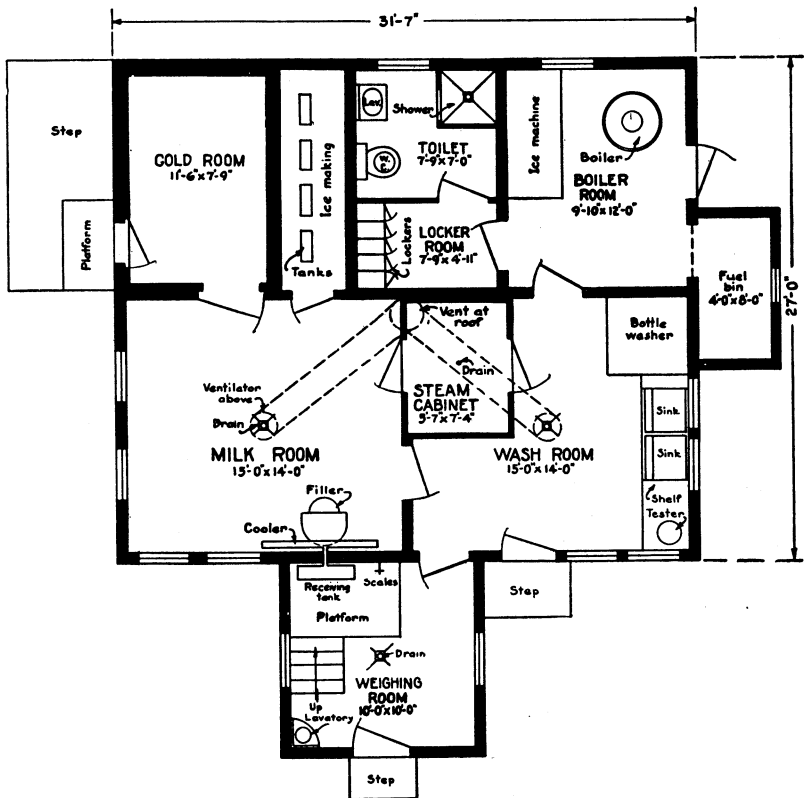 31'-7"
Step
COLD ROOM
11'-6"x7'-9"
Platform
Ice making
Tanks
Lav.
Shower
W.C.
TOILET
7'-9"x7'-0"
Lockers
LOCKER
ROOM
7'-9"x4'-11"
Ice machine
Boiler
BOILER
ROOM
9'-10"x12'-0"
Fuel
bin
4'-0"x8'-0"
27'-0"
Vent at
roof
Bottle
washer
Drain
STEAM
CABINET
5'-7"x7'-4"
Ventilator
above
Drain
MILK ROOM
15'-0"x14'-0"
WASH ROOM
15'-0"x14'-0"
Sink
Sink
Shelf
Tester
Filler
Cooler
Receiving
tank
Scales
Platform
Step
Drain
WEIGHING
ROOM
10'-0"x10'-0"
Up
Lavatory
Step